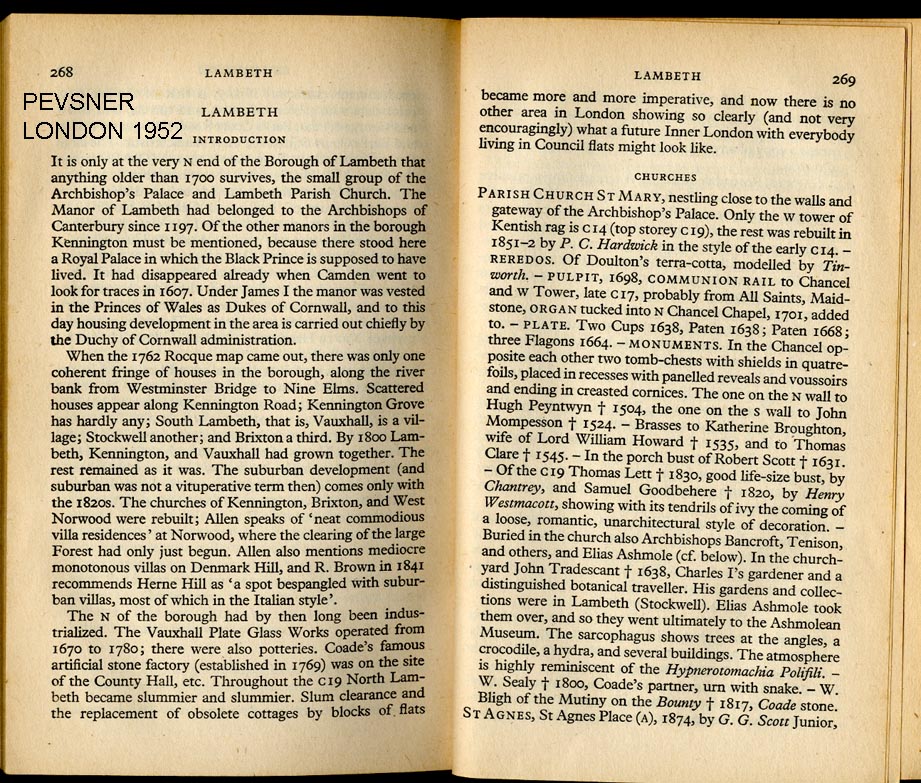 268 LAMBETH
PEVSNER
LONDON 1952
LAMBETH
INTRODUCTION
It is only at the very N end of the Borough of Lambeth that
anything older than 1700 survives, the small group of the
Archbishop's Palace and Lambeth Parish Church. The
Manor of Lambeth had belonged to the Archbishops of
Canterbury since 1197. Of the other manors in the borough
Kennington must be mentioned, because there stood here
a Royal Palace in which the Black Prince is supposed to have
lived. It had disappeared already when Camden went to
look for traces in 1607. Under James I the manor was vested
in the Princes of Wales as Dukes of Cornwall, and to this
day housing development in the area is carried out chiefly by
the Duchy of Cornwall administration.
When the 1762 Rocque map came out, there was only one
coherent fringe of houses in the borough, along the river
bank from Westminster Bridge to Nine Elms. Scattered
houses appear along Kennington Road; Kennington Grove
has hardly any; South Lambeth, that is, Vauxhall, is a vil-
lage; Stockwell another; and Brixton a third. By 1800 Lam-
beth, Kennington, and Vauxhall had grown together. The
rest remained as it was. The suburban development (and
suburban was not a vituperative term then) comes only with
the 1820s. The churches of Kennington, Brixton, and West
Norwood were rebuilt; Allen speaks of 'neat commodious
villa residences' at Norwood, where the clearing of the large
Forest had only just begun. Allen also mentions mediocre
monotonous villas on Denmark Hill, and R. Brown in 1841
recommends Herne Hill as 'a spot bespangled with subur-
ban villas, most of which in the Italian style'.
The N of the borough had by then long been indus-
trialized. The Vauxhall Plate Glass Works operated from
1670 to 1780; there were also potteries. Coade's famous
artificial stone factory (established in 1769) was on the site
of the County Hall, etc. Throughout the C19 North Lam-
beth became slummier and slummier. Slum clearance and
the replacement of obsolete cottages by blocks of flats
LAMBETH 269
became more and more imperative, and now there is no
other area in London showing so clearly (and not very
encouragingly) what a future Inner London with everybody
living in Council flats might look like.
CHURCHES
PARISH CHURCH ST MARY, nestling close to the walls and
gateway of the Archbishop's Palace. Only the W tower of
Kentish rag is C14 (top storey C19), the rest was rebuilt in
1851–2 by P. C. Hardwick in the style of the early C14. –
REREDOS. Of Doulton's terra-cotta, modelled by Tin-
worth. – PULPIT, 1698, COMMUNION RAIL to Chancel
and W Tower, late C17, probably from All Saints, Maid-
stone, ORGAN tucked into N Chancel Chapel, 1701, added
to. – PLATE. Two Cups 1638, Paten 1638; Paten 1668;
three Flagons 1664. – MONUMENTS. In the Chancel op-
posite each other two tomb-chests with shields in quatre-
foils, placed in recesses with panelled reveals and voussoirs
and ending in creasted cornices. The one on the N wall to
Hugh Peyntwyn † 1504, the one on the S wall to John
Mompesson † 1524. – Brasses to Katherine Broughton,
wife of Lord William Howard † 1535, and to Thomas
Clare † 1545. – In the porch bust of Robert Scott † 1631.
– Of the C19 Thomas Lett † 1830, good life-size bust, by
Chantrey, and Samuel Goodbehere † 1820, by Henry
Westmacott, showing with its tendrils of ivy the coming of
a loose, romantic, unarchitectural style of decoration. –
Buried in the church also Archbishops Bancroft, Tenison,
and others, and Elias Ashmole (cf. below). In the church-
yard John Tradescant † 1638, Charles I's gardener and a
distinguished botanical traveller. His gardens and collec-
tions were in Lambeth (Stockwell). Elias Ashmole took
them over, and so they went ultimately to the Ashmolean
Museum. The sarcophagus shows trees at the angles, a
crocodile, a hydra, and several buildings. The atmosphere
is highly reminiscent of the Hypnerotomachia Polifili. –
W. Sealy † 1800, Coade's partner, urn with snake. – W.
Bligh of the Mutiny on the Bounty † 1817, Coade stone.
ST AGNES, St Agnes Place (A), 1874, by G. G. Scott Junior,